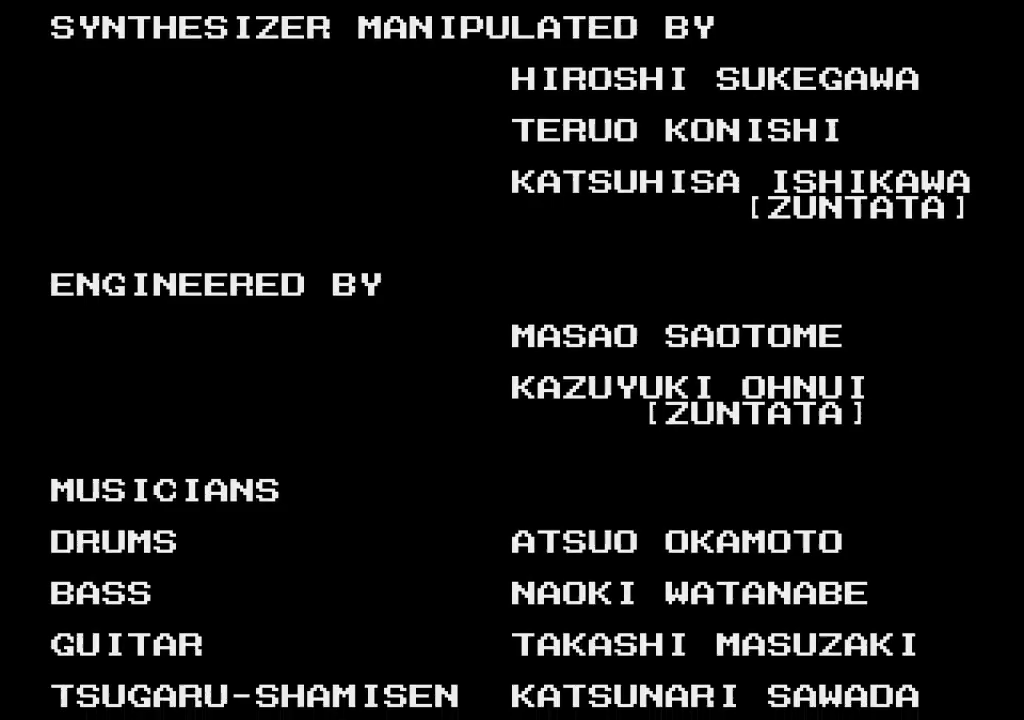 SYNTHESIZER MANIPULATED BY
HIROSHI SUKEGAWA
TERUO KONISHI
KATSUHISA ISHIKAWA
[ZUNTATA]
ENGINEERED BY
MASAO SAOTOME
KAZUYUKI OHNUI
[ZUNTATA]
MUSICIANS
DRUMS ATSUO OKAMOTO
BASS NAOKI WATANABE
GUITAR TAKASHI MASUZAKI
TSUGARU-SHAMISEN KATSUNARI SAWADA